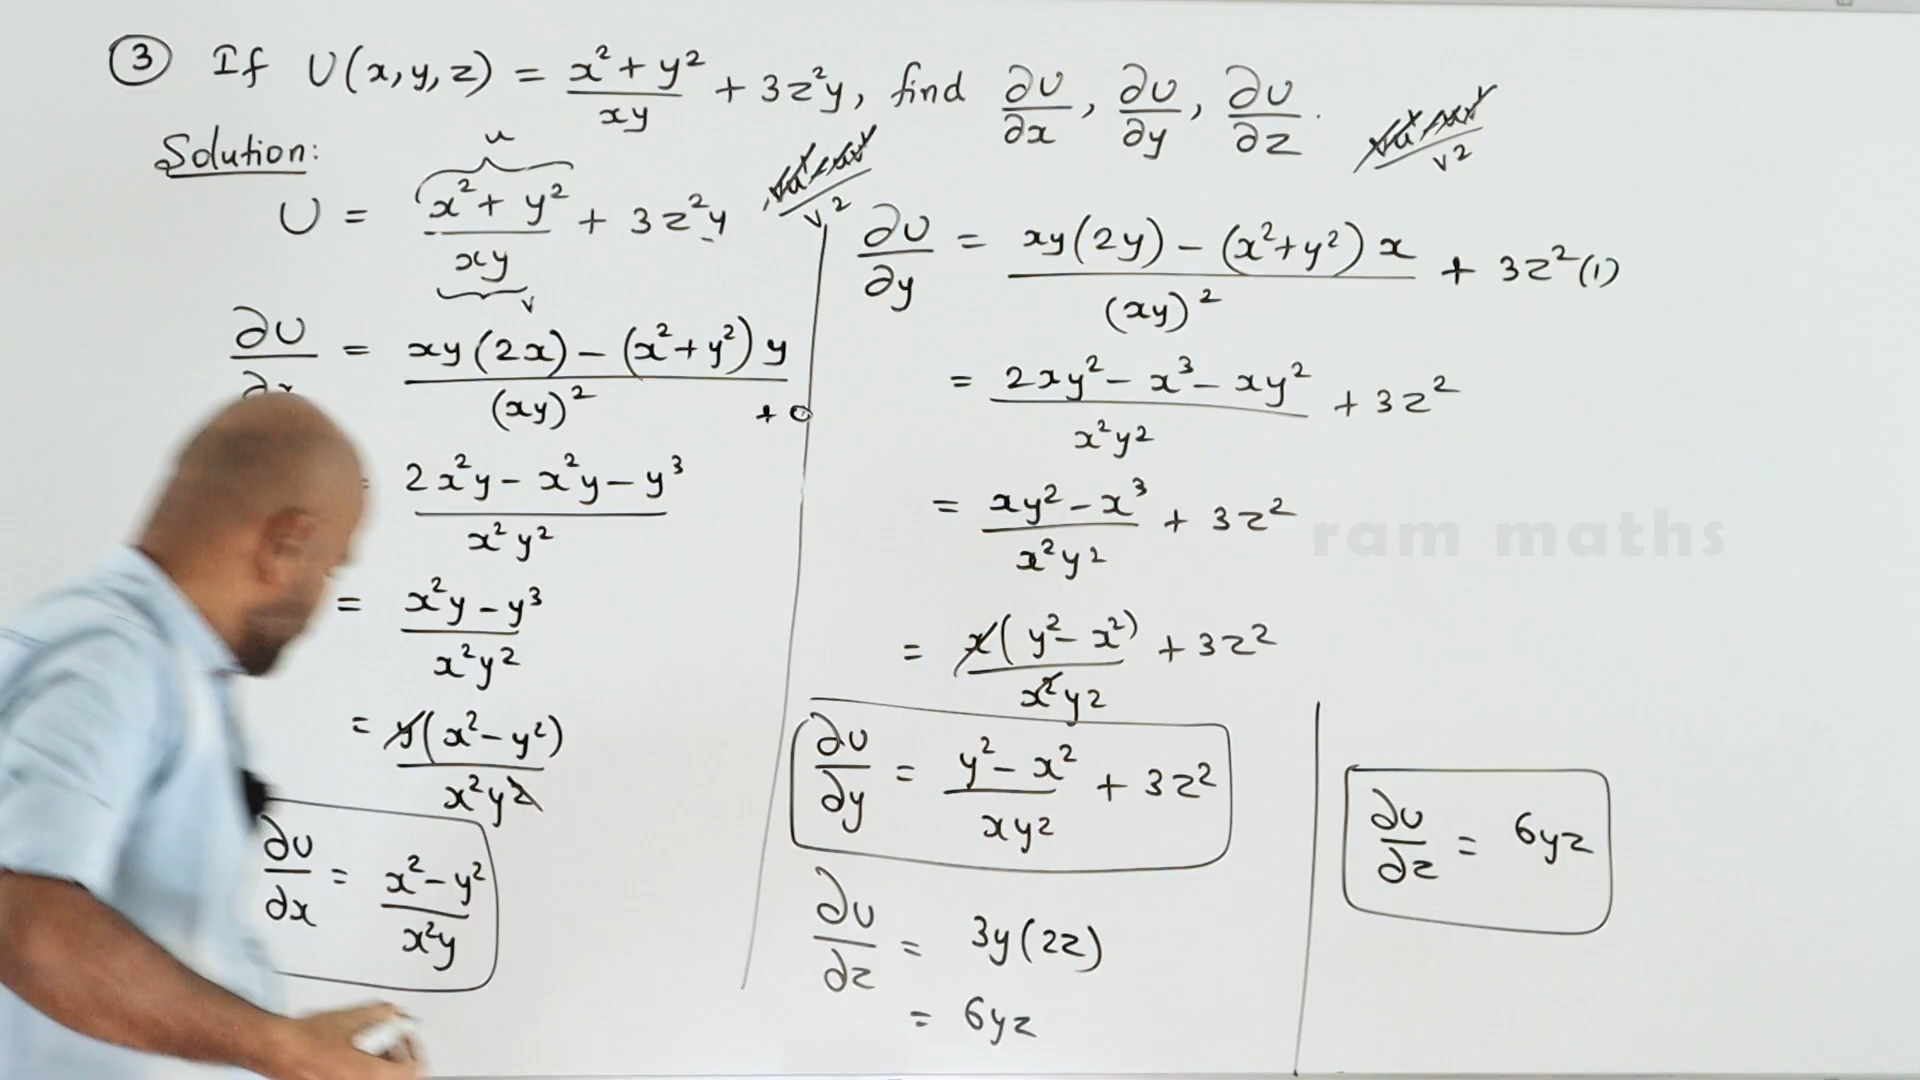 ③ If U(x,y,z) = (x² + y²)/(xy) + 3z²y, find ∂U/∂x, ∂U/∂y, ∂U/∂z.
Solution:
u
U = (x² + y²)/(xy) + 3z²y
v
∂U/∂x = (xy(2x) − (x²+y²)y)/(xy)² + 0
= (2x²y − x²y − y³)/(x²y²)
= (x²y − y³)/(x²y²)
= y(x² − y²)/(x²y²)
∂U/∂x = (x² − y²)/(x²y)
v²
v²
∂U/∂y = (xy(2y) − (x²+y²)x)/(xy)² + 3z²(1)
= (2xy² − x³ − xy²)/(x²y²) + 3z²
= (xy² − x³)/(x²y²) + 3z²
= x(y² − x²)/(x²y²) + 3z²
∂U/∂y = (y² − x²)/(xy²) + 3z²
∂U/∂z = 3y(2z)
= 6yz
∂U/∂z = 6yz
ram maths